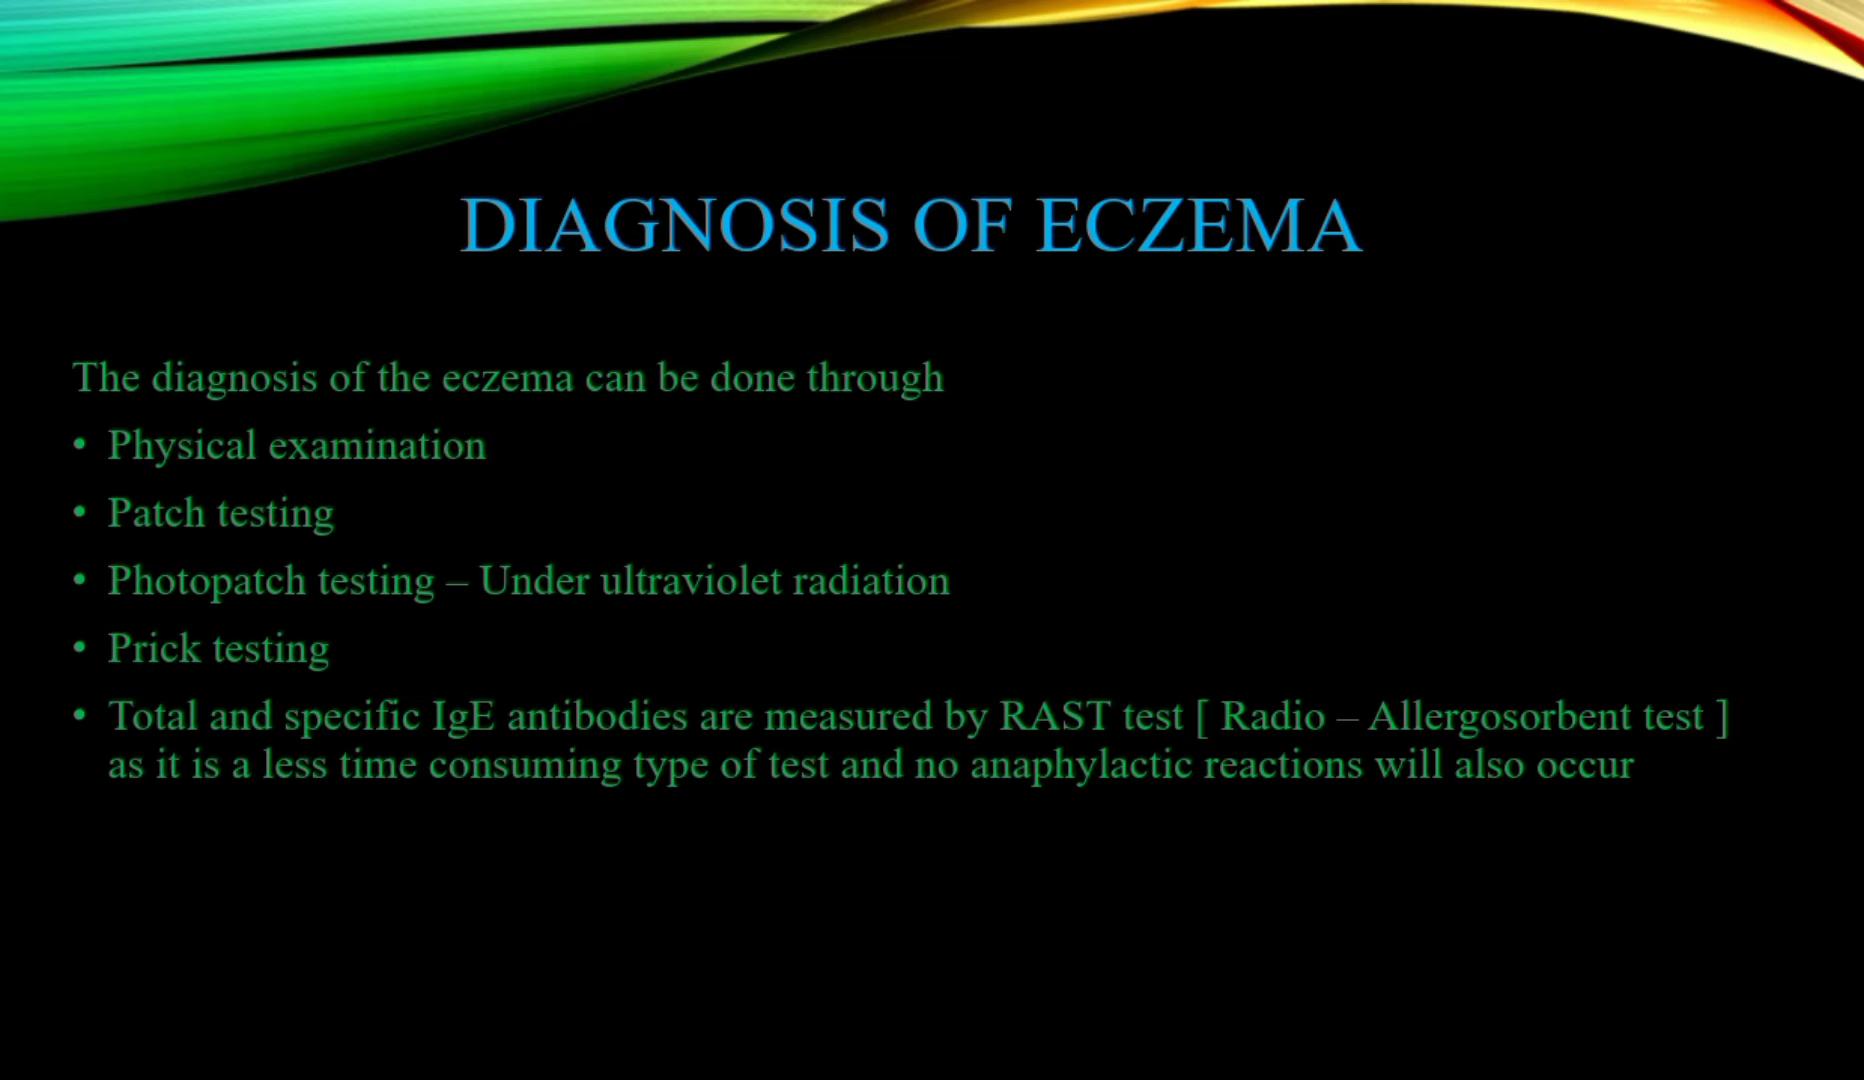 DIAGNOSIS OF ECZEMA
The diagnosis of the eczema can be done through
• Physical examination
• Patch testing
• Photopatch testing – Under ultraviolet radiation
• Prick testing
• Total and specific IgE antibodies are measured by RAST test [ Radio – Allergosorbent test ]
as it is a less time consuming type of test and no anaphylactic reactions will also occur